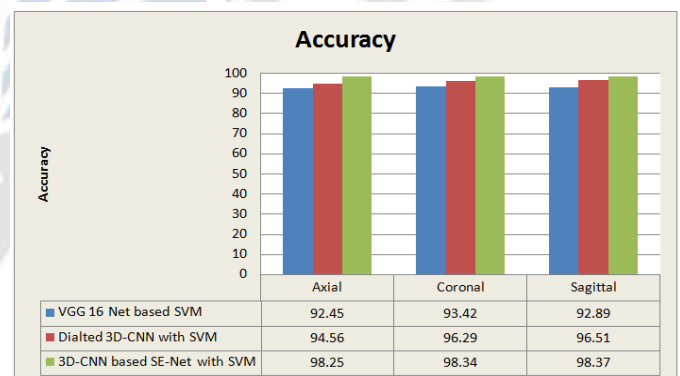 Accuracy
Accuracy
100
90
80
70
60
50
40
30
20
10
0
Axial Coronal Sagittal
VGG 16 Net based SVM 92.45 93.42 92.89
Dialted 3D-CNN with SVM 94.56 96.29 96.51
3D-CNN based SE-Net with SVM 98.25 98.34 98.37